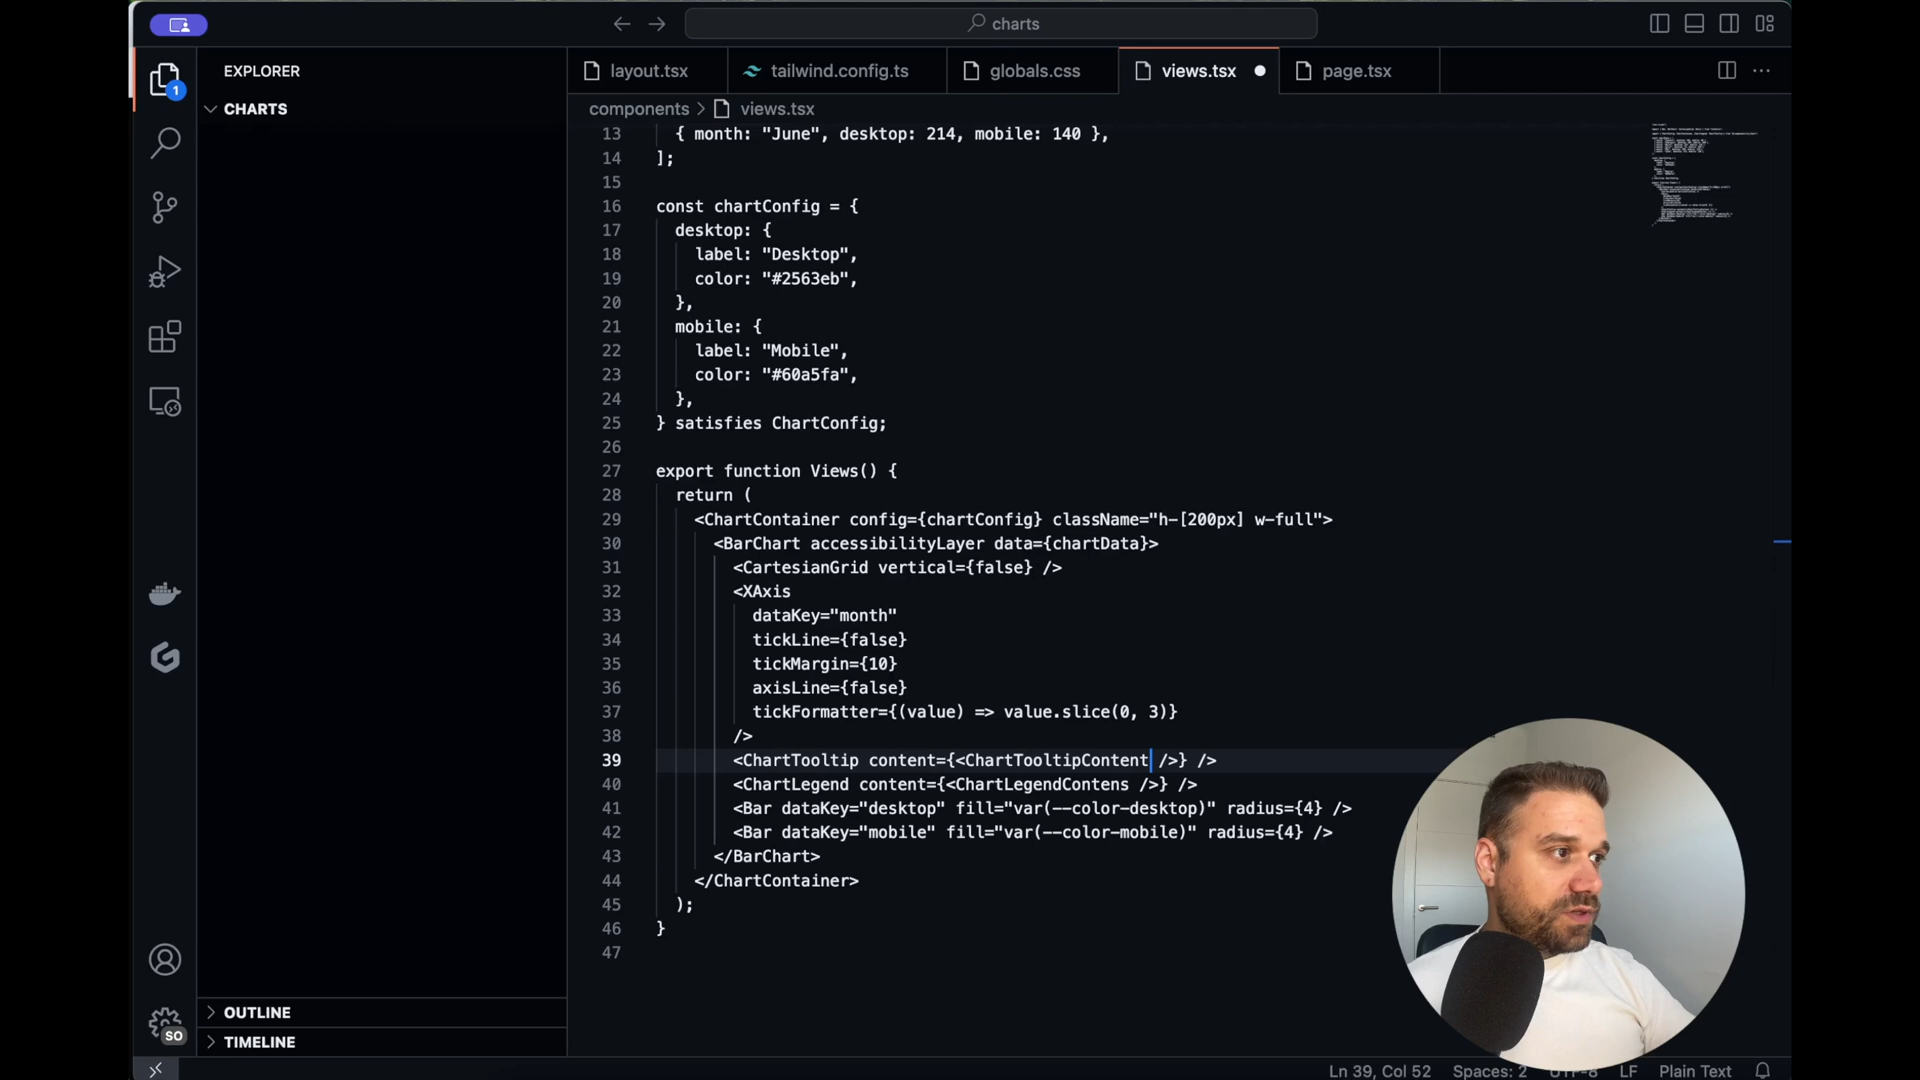 charts
EXPLORER
layout.tsx
tailwind.config.ts
globals.css
views.tsx
page.tsx
1
CHARTS
components > views.tsx
13 { month: "June", desktop: 214, mobile: 140 },
14 ];
15
16 const chartConfig = {
17 desktop: {
18 label: "Desktop",
19 color: "#2563eb",
20 },
21 mobile: {
22 label: "Mobile",
23 color: "#60a5fa",
24 },
25 } satisfies ChartConfig;
26
27 export function Views() {
28 return (
29 <ChartContainer config={chartConfig} className="h-[200px] w-full">
30 <BarChart accessibilityLayer data={chartData}>
31 <CartesianGrid vertical={false} />
32 <XAxis
33 dataKey="month"
34 tickLine={false}
35 tickMargin={10}
36 axisLine={false}
37 tickFormatter={(value) => value.slice(0, 3)}
38 />
39 <ChartTooltip content={<ChartTooltipContent />} />
40 <ChartLegend content={<ChartLegendContens />} />
41 <Bar dataKey="desktop" fill="var(--color-desktop)" radius={4} />
42 <Bar dataKey="mobile" fill="var(--color-mobile)" radius={4} />
43 </BarChart>
44 </ChartContainer>
45 );
46 }
47
OUTLINE
SO
TIMELINE
Ln 39, Col 52 Spaces: 2 UTF-8 LF Plain Text